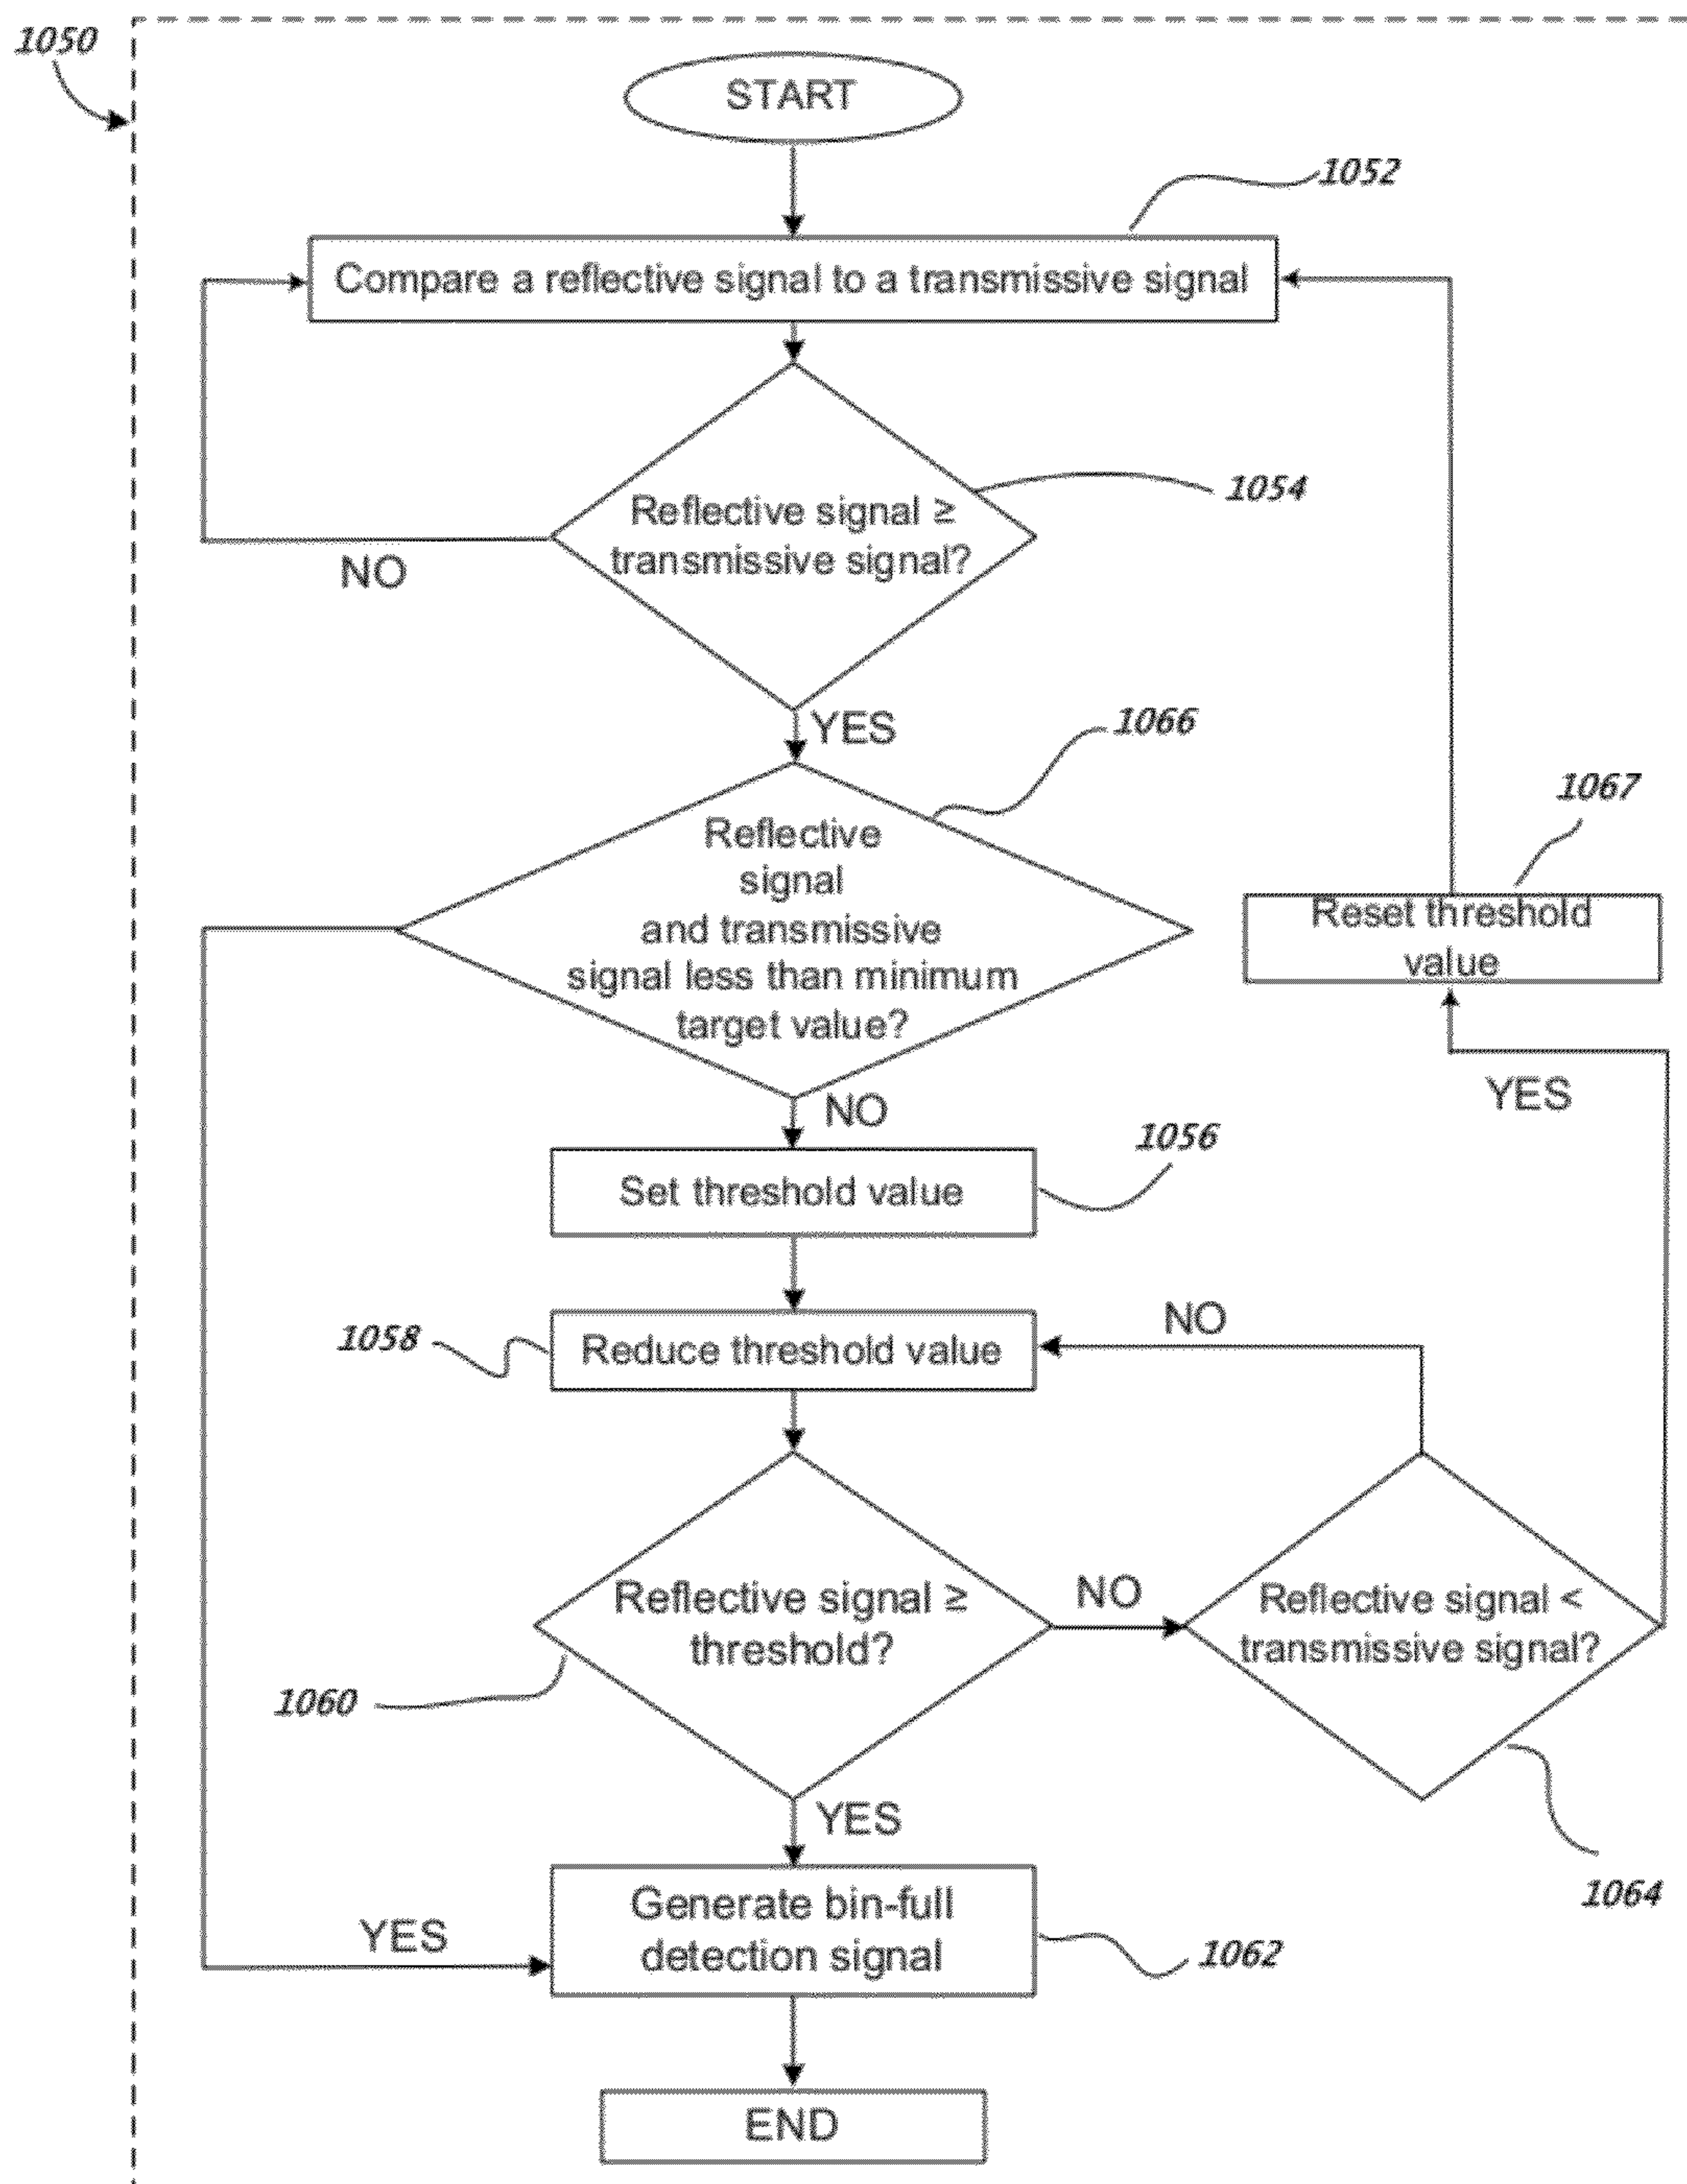 1050
START
1052
Compare a reflective signal to a transmissive signal
1054
Reflective signal ≥
transmissive signal?
NO
YES
1066
Reflective
signal
and transmissive
signal less than minimum
target value?
1067
Reset threshold
value
YES
NO
1056
Set threshold value
1058
Reduce threshold value
NO
Reflective signal ≥
threshold?
NO
Reflective signal <
transmissive signal?
1060
YES
1064
Generate bin-full
detection signal
YES
1062
END